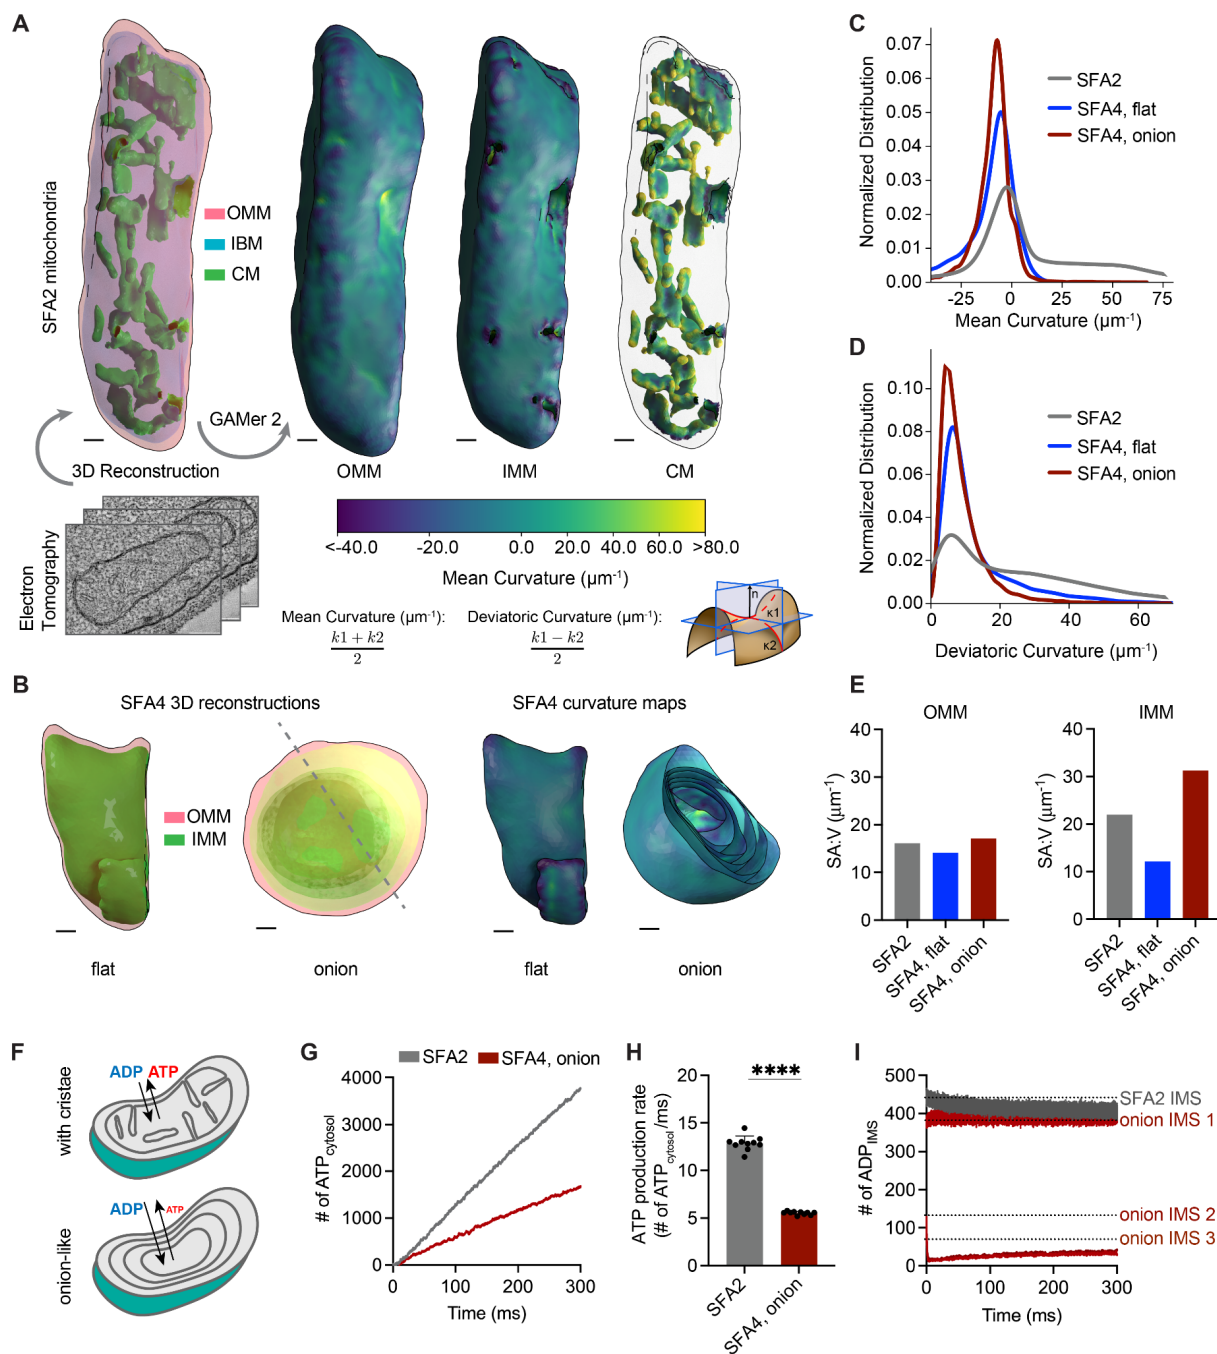 A
SFA2 mitochondria
OMM
IBM
CM
GAMer 2
3D Reconstruction
OMM
IMM
CM
Electron
Tomography
<-40.0
-20.0
0.0
20.0
40.0
60.0
>80.0
Mean Curvature (µm-1)
Mean Curvature (µm-1):
k1 + k2
2
Deviatoric Curvature (µm-1):
k1 − k2
2
n
κ1
κ2
B
SFA4 3D reconstructions
SFA4 curvature maps
OMM
IMM
flat
onion
flat
onion
C
Normalized Distribution
0.07
0.06
0.05
0.04
0.03
0.02
0.01
0.00
SFA2
SFA4, flat
SFA4, onion
-25 0 25 50 75
Mean Curvature (µm-1)
D
Normalized Distribution
0.10
0.08
0.06
0.04
0.02
0.00
SFA2
SFA4, flat
SFA4, onion
0 20 40 60
Deviatoric Curvature (µm-1)
E
OMM
SA:V (µm-1)
40
30
20
10
0
SFA2
SFA4, flat
SFA4, onion
IMM
SA:V (µm-1)
40
30
20
10
0
SFA2
SFA4, flat
SFA4, onion
F
with cristae
ADP ATP
onion-like
ADP ATP
G
SFA2
SFA4, onion
# of ATPcytosol
4000
3000
2000
1000
0
0 100 200 300
Time (ms)
H
ATP production rate
(# of ATPcytosol/ms)
20
15
10
5
0
****
SFA2
SFA4, onion
I
# of ADPIMS
500
400
300
200
100
0
SFA2 IMS
onion IMS 1
onion IMS 2
onion IMS 3
0 100 200 300
Time (ms)